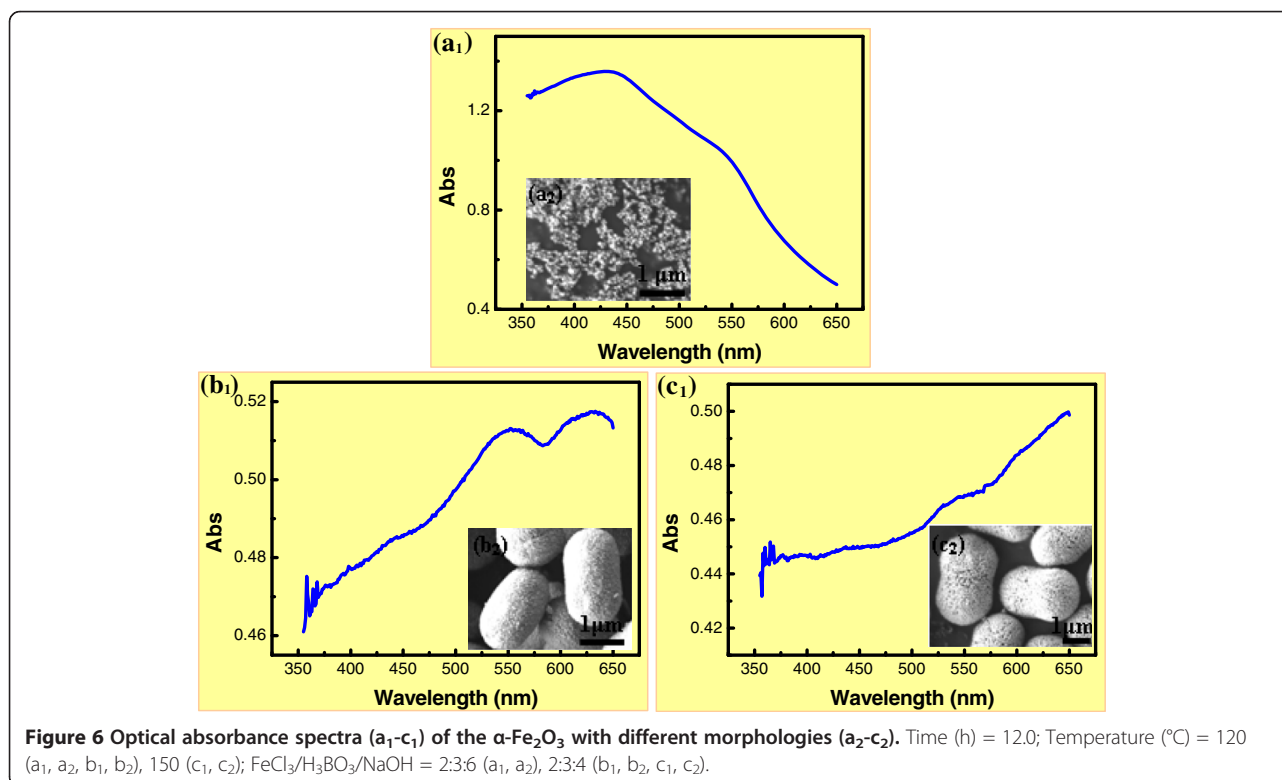 (a₁)
1.2
0.4
Abs
(a₂)
1 μm
350 400 450 500 550 600 650
Wavelength (nm)
(b₁)
0.52
0.50
0.48
0.46
Abs
(b₂)
1μm
350 400 450 500 550 600 650
Wavelength (nm)
(c₁)
0.50
0.48
0.46
0.44
0.42
Abs
(c₂)
1μm
350 400 450 500 550 600 650
Wavelength (nm)
Figure 6 Optical absorbance spectra (a₁-c₁) of the α-Fe₂O₃ with different morphologies (a₂-c₂). Time (h) = 12.0; Temperature (°C) = 120
(a₁, a₂, b₁, b₂), 150 (c₁, c₂); FeCl₃/H₃BO₃/NaOH = 2:3:6 (a₁, a₂), 2:3:4 (b₁, b₂, c₁, c₂).